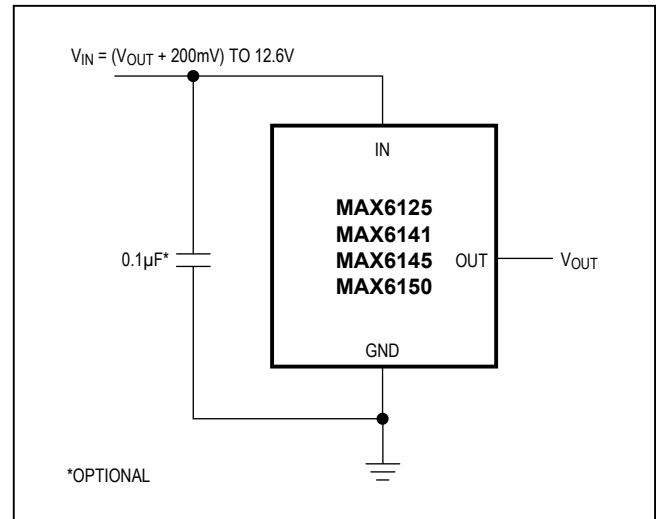 VIN = (VOUT + 200mV) TO 12.6V
IN
MAX6125
MAX6141
MAX6145
MAX6150
0.1µF*
OUT
VOUT
GND
*OPTIONAL